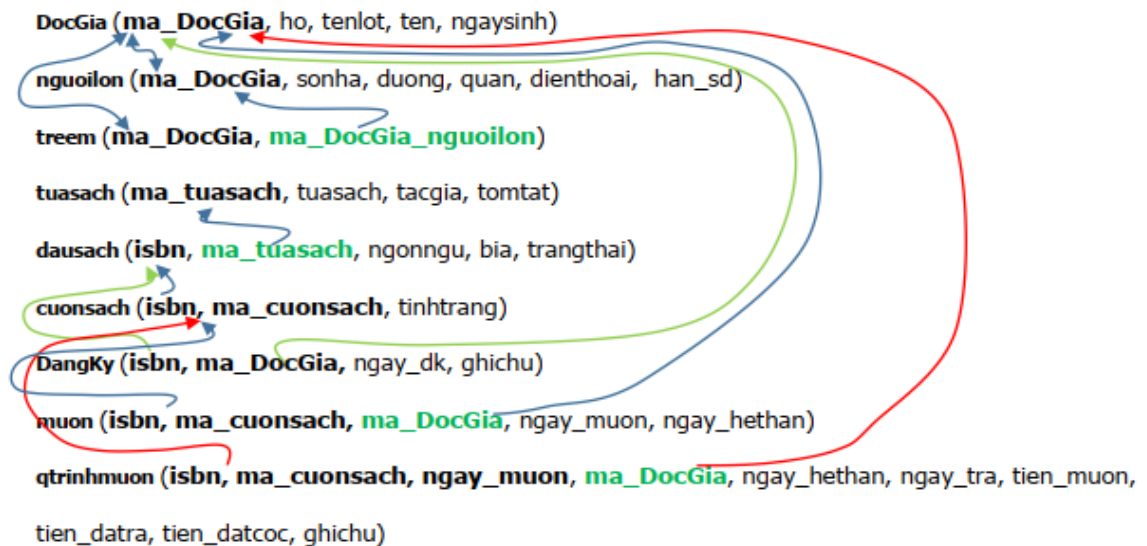 DocGia (ma_DocGia, ho, tenlot, ten, ngaysinh)
nguoilon (ma_DocGia, sonha, duong, quan, dienthoai, han_sd)
treem (ma_DocGia, ma_DocGia_nguoilon)
tuasach (ma_tuasach, tuasach, tacgia, tomtat)
dausach (isbn, ma_tuasach, ngonngu, bia, trangthai)
cuonsach (isbn, ma_cuonsach, tinhtrang)
DangKy (isbn, ma_DocGia, ngay_dk, ghichu)
muon (isbn, ma_cuonsach, ma_DocGia, ngay_muon, ngay_hethan)
qtrinhmuon (isbn, ma_cuonsach, ngay_muon, ma_DocGia, ngay_hethan, ngay_tra, tien_muon,
tien_datra, tien_datcoc, ghichu)